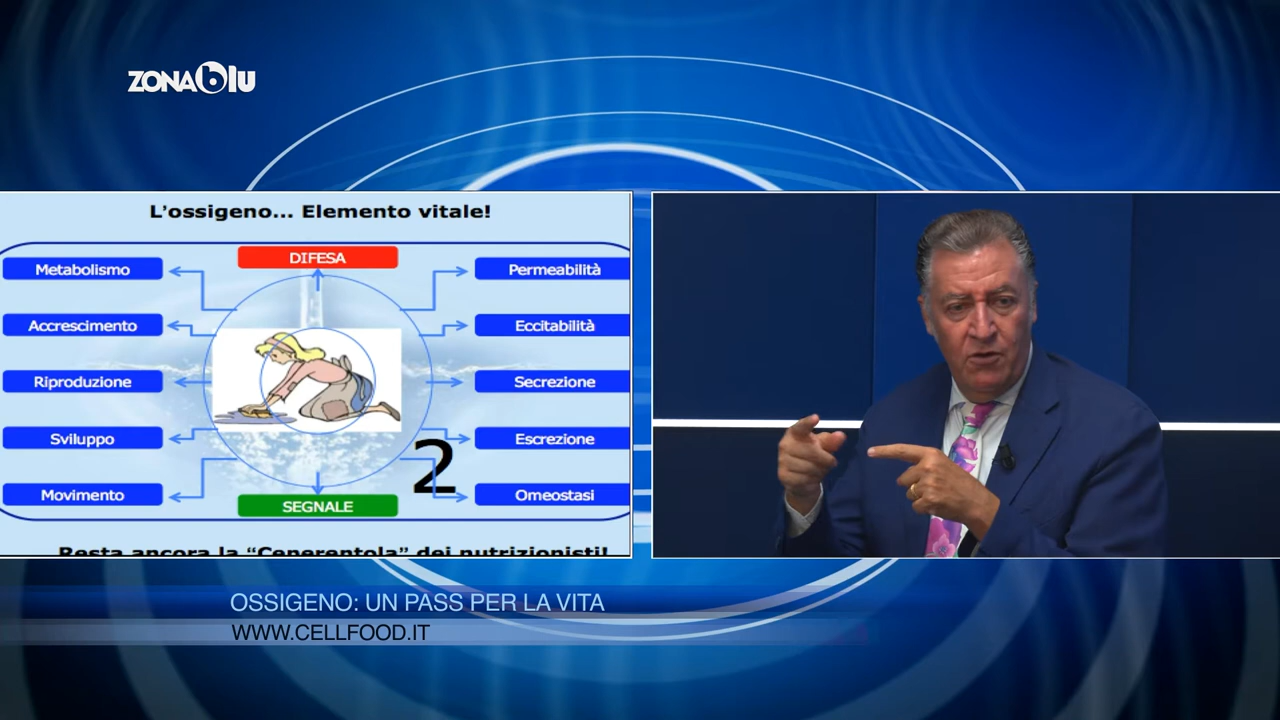 ZONAblu
L'ossigeno... Elemento vitale!
DIFESA
Metabolismo
Permeabilità
Accrescimento
Eccitabilità
Riproduzione
Secrezione
Sviluppo
Escrezione
2
Movimento
Omeostasi
SEGNALE
Resta ancora la “Cenerentola” dei nutrizionisti!
OSSIGENO: UN PASS PER LA VITA
WWW.CELLFOOD.IT